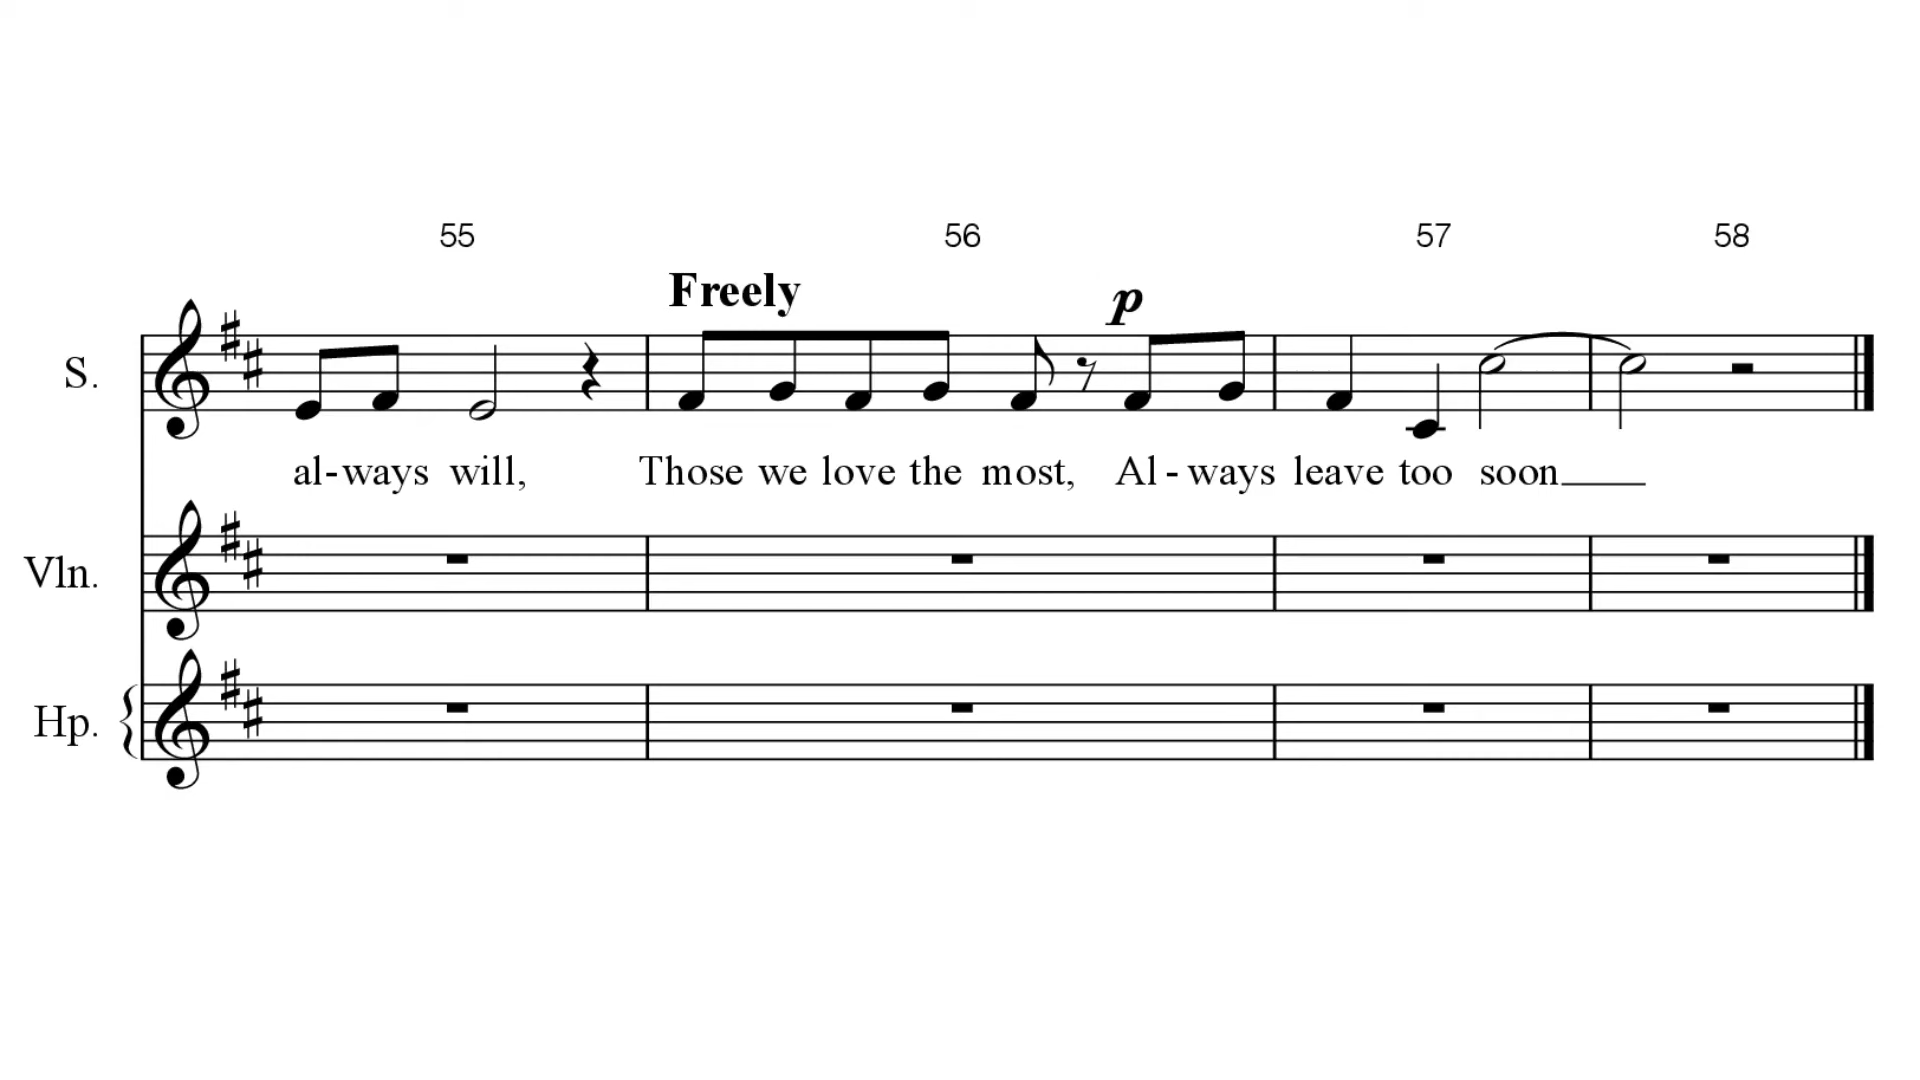 55 56 57 58
Freely p
S.
al-ways will, Those we love the most, Al-ways leave too soon
Vln.
Hp.